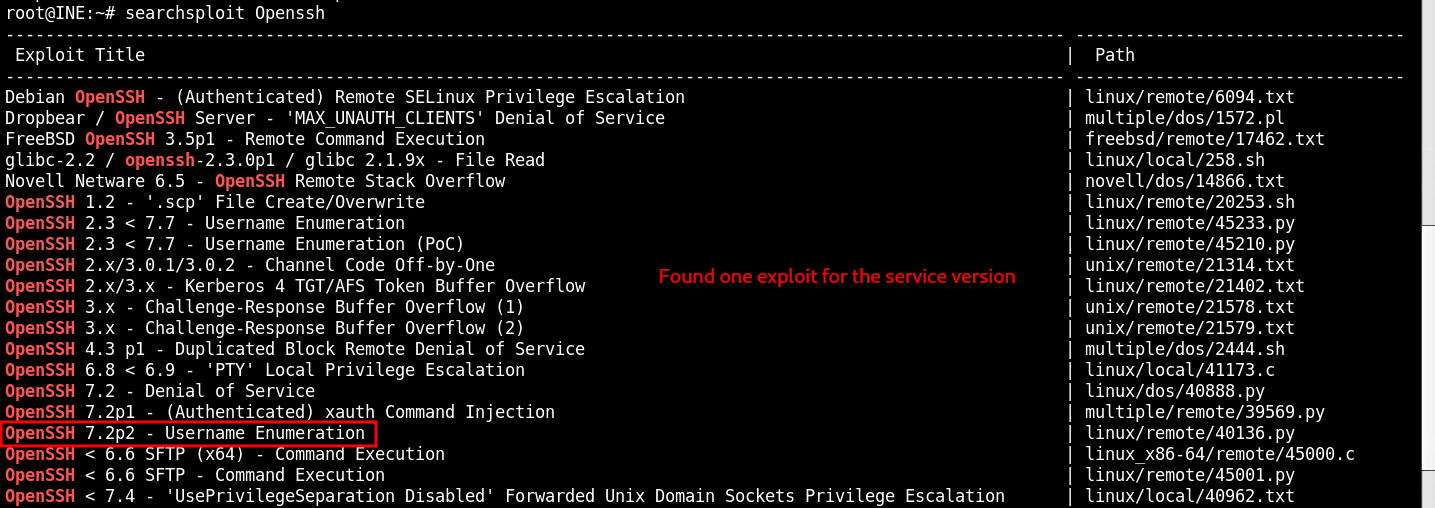 root@INE:~# searchsploit Openssh
---------------------------------------------------------------------------------------------------------- ---------------------------------
 Exploit Title | Path
---------------------------------------------------------------------------------------------------------- ---------------------------------
Debian OpenSSH - (Authenticated) Remote SELinux Privilege Escalation | linux/remote/6094.txt
Dropbear / OpenSSH Server - 'MAX_UNAUTH_CLIENTS' Denial of Service | multiple/dos/1572.pl
FreeBSD OpenSSH 3.5p1 - Remote Command Execution | freebsd/remote/17462.txt
glibc-2.2 / openssh-2.3.0p1 / glibc 2.1.9x - File Read | linux/local/258.sh
Novell Netware 6.5 - OpenSSH Remote Stack Overflow | novell/dos/14866.txt
OpenSSH 1.2 - '.scp' File Create/Overwrite | linux/remote/20253.sh
OpenSSH 2.3 < 7.7 - Username Enumeration | linux/remote/45233.py
OpenSSH 2.3 < 7.7 - Username Enumeration (PoC) | linux/remote/45210.py
OpenSSH 2.x/3.0.1/3.0.2 - Channel Code Off-by-One | unix/remote/21314.txt
Found one exploit for the service version
OpenSSH 2.x/3.x - Kerberos 4 TGT/AFS Token Buffer Overflow | linux/remote/21402.txt
OpenSSH 3.x - Challenge-Response Buffer Overflow (1) | unix/remote/21578.txt
OpenSSH 3.x - Challenge-Response Buffer Overflow (2) | unix/remote/21579.txt
OpenSSH 4.3 p1 - Duplicated Block Remote Denial of Service | multiple/dos/2444.sh
OpenSSH 6.8 < 6.9 - 'PTY' Local Privilege Escalation | linux/local/41173.c
OpenSSH 7.2 - Denial of Service | linux/dos/40888.py
OpenSSH 7.2p1 - (Authenticated) xauth Command Injection | multiple/remote/39569.py
OpenSSH 7.2p2 - Username Enumeration | linux/remote/40136.py
OpenSSH < 6.6 SFTP (x64) - Command Execution | linux_x86-64/remote/45000.c
OpenSSH < 6.6 SFTP - Command Execution | linux/remote/45001.py
OpenSSH < 7.4 - 'UsePrivilegeSeparation Disabled' Forwarded Unix Domain Sockets Privilege Escalation | linux/local/40962.txt